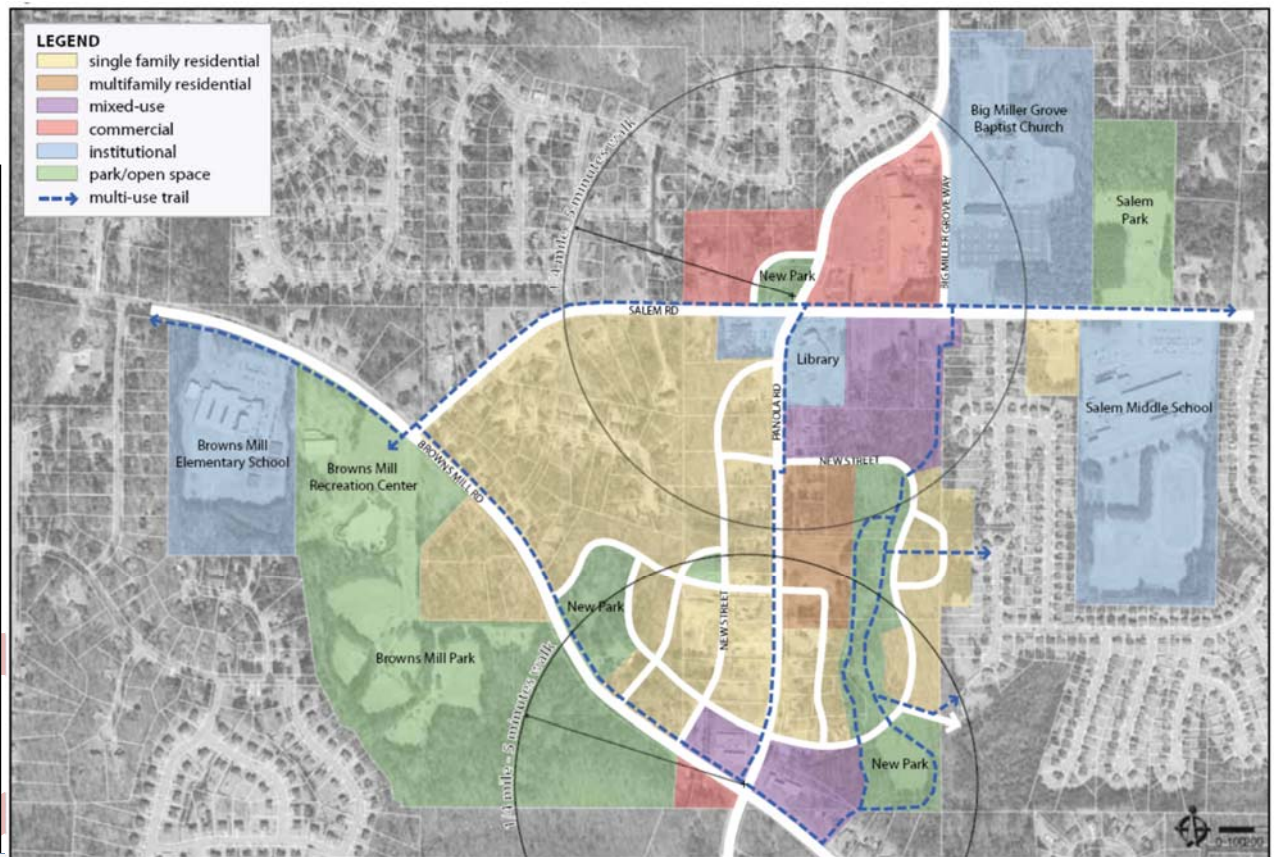 LEGEND
single family residential
multifamily residential
mixed-use
commercial
institutional
park/open space
multi-use trail
Big Miller Grove
Baptist Church
Salem
Park
1/4 mile - 5 minutes walk
BIG MILLER GROVE WAY
New Park
SALEM RD
Library
PANOLA RD
Salem Middle School
Browns Mill
Elementary School
Browns Mill
Recreation Center
BROWNS MILL RD
NEW STREET
New Park
NEW STREET
Browns Mill Park
1/4 mile - 5 minutes walk
New Park